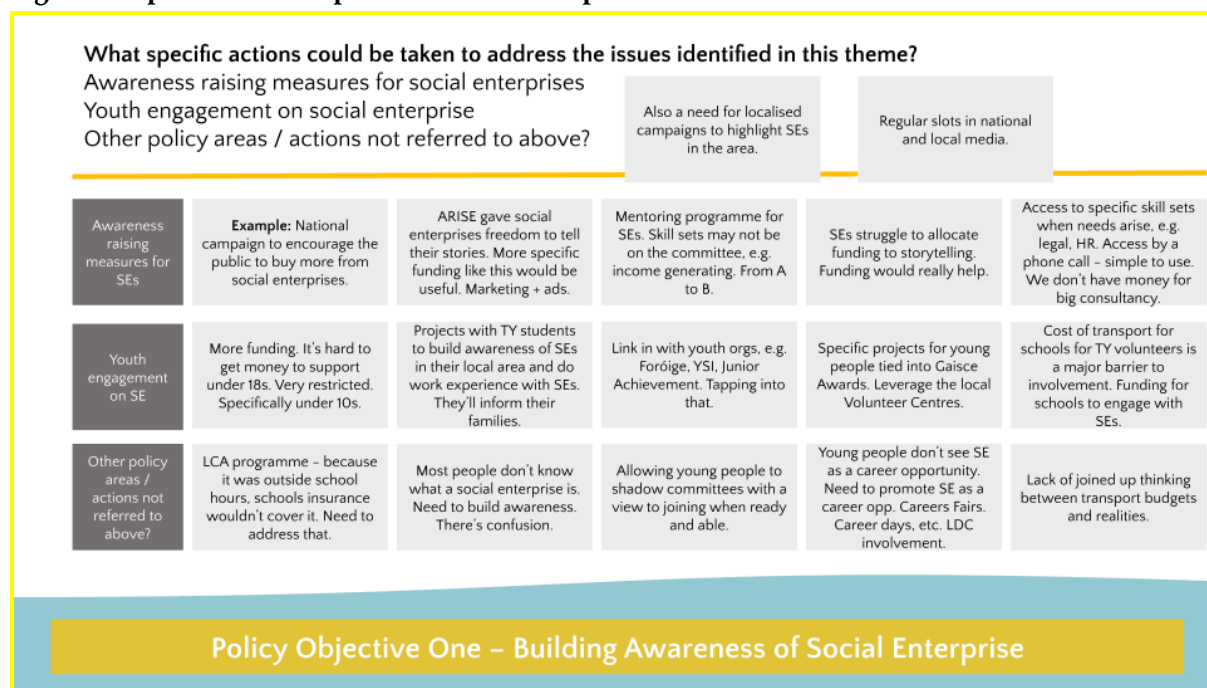 What specific actions could be taken to address the issues identified in this theme?
Awareness raising measures for social enterprises
Youth engagement on social enterprise
Other policy areas / actions not referred to above?
Also a need for localised
campaigns to highlight SEs
in the area.
Regular slots in national
and local media.
Awareness
raising
measures for
SEs
Example: National
campaign to encourage the
public to buy more from
social enterprises.
ARISE gave social
enterprises freedom to tell
their stories. More specific
funding like this would be
useful. Marketing + ads.
Mentoring programme for
SEs. Skill sets may not be
on the committee, e.g.
income generating. From A
to B.
SEs struggle to allocate
funding to storytelling.
Funding would really help.
Access to specific skill sets
when needs arise, e.g.
legal, HR. Access by a
phone call – simple to use.
We don't have money for
big consultancy.
Youth
engagement
on SE
More funding. It's hard to
get money to support
under 18s. Very restricted.
Specifically under 10s.
Projects with TY students
to build awareness of SEs
in their local area and do
work experience with SEs.
They'll inform their
families.
Link in with youth orgs, e.g.
Foróige, YSI, Junior
Achievement. Tapping into
that.
Specific projects for young
people tied into Gaisce
Awards. Leverage the local
Volunteer Centres.
Cost of transport for
schools for TY volunteers is
a major barrier to
involvement. Funding for
schools to engage with
SEs.
Other policy
areas /
actions not
referred to
above?
LCA programme – because
it was outside school
hours, schools insurance
wouldn't cover it. Need to
address that.
Most people don't know
what a social enterprise is.
Need to build awareness.
There's confusion.
Allowing young people to
shadow committees with a
view to joining when ready
and able.
Young people don't see SE
as a career opportunity.
Need to promote SE as a
career opp. Careers Fairs.
Career days, etc. LDC
involvement.
Lack of joined up thinking
between transport budgets
and realities.
Policy Objective One – Building Awareness of Social Enterprise